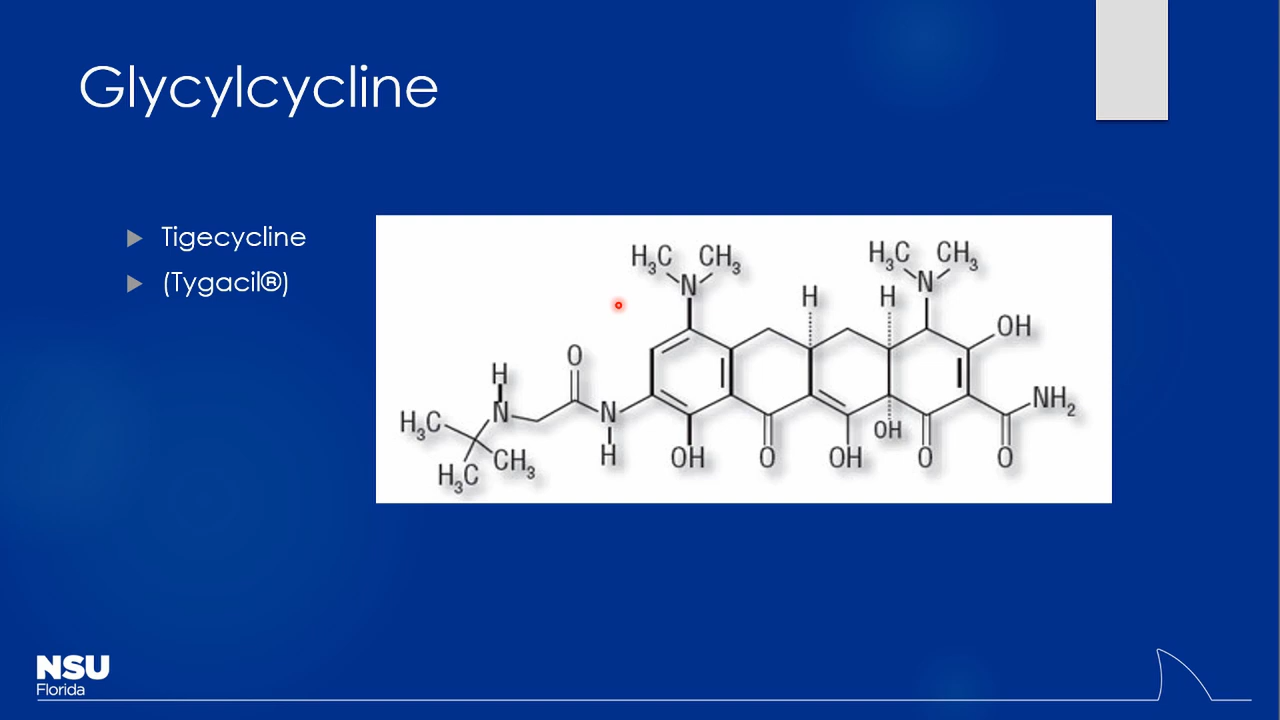 Glycylcycline
Tigecycline
(Tygacil®)
H₃C CH₃ H₃C CH₃
N N
H H
OH
O
H
N N NH₂
H₃C
OH
H₃C CH₃ H OH O OH O O
NSU
Florida